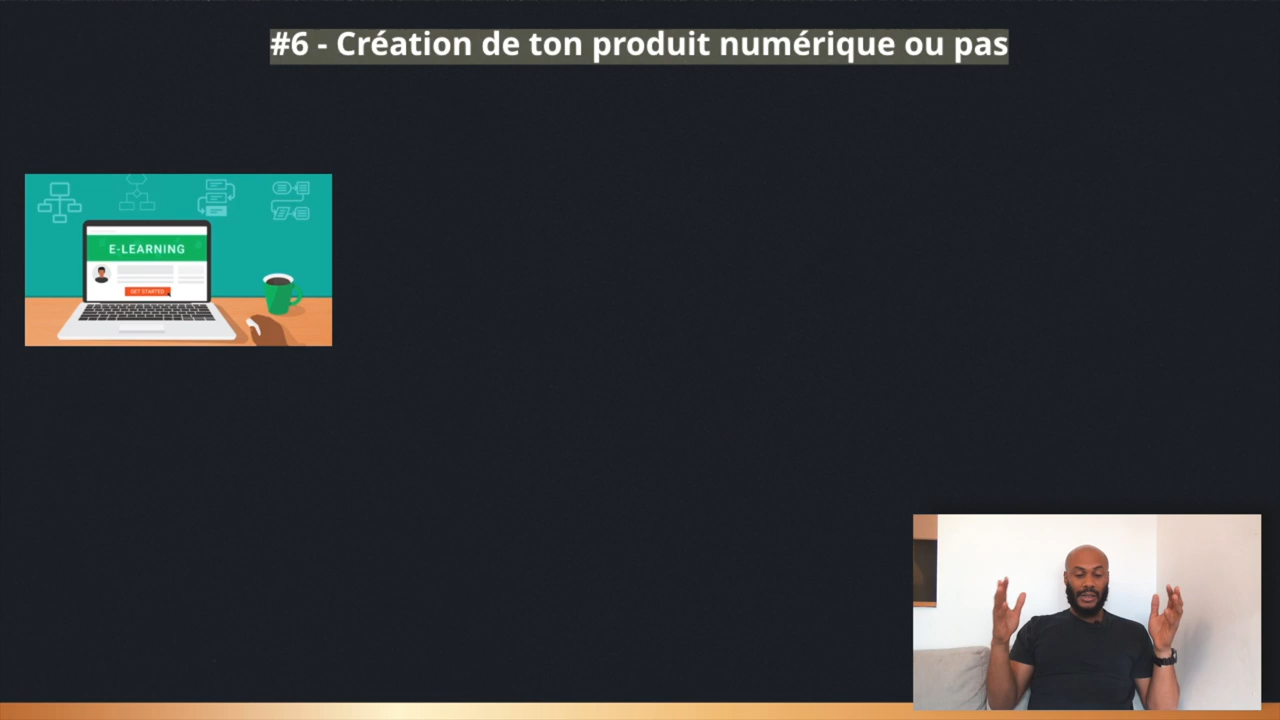 #6 - Création de ton produit numérique ou pas
E-LEARNING
GET STARTED